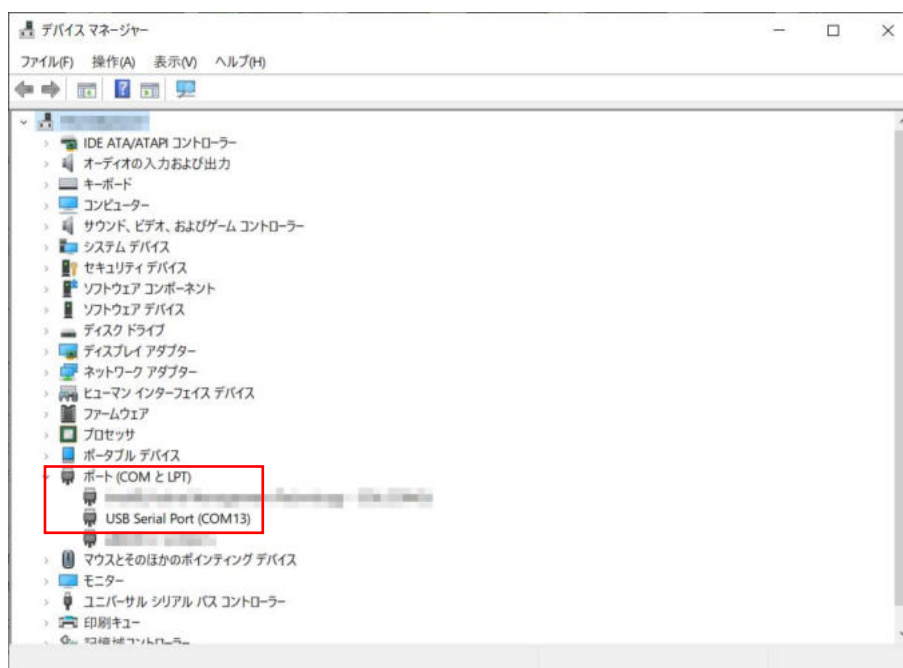 デバイス マネージャー
ファイル(F) 操作(A) 表示(V) ヘルプ(H)
IDE ATA/ATAPI コントローラー
オーディオの入力および出力
キーボード
コンピューター
サウンド、ビデオ、およびゲーム コントローラー
システム デバイス
セキュリティ デバイス
ソフトウェア コンポーネント
ソフトウェア デバイス
ディスク ドライブ
ディスプレイ アダプター
ネットワーク アダプター
ヒューマン インターフェイス デバイス
ファームウェア
プロセッサ
ポータブル デバイス
ポート (COM と LPT)
USB Serial Port (COM13)
マウスとそのほかのポインティング デバイス
モニター
ユニバーサル シリアル バス コントローラー
印刷キュー
記憶域コントローラー